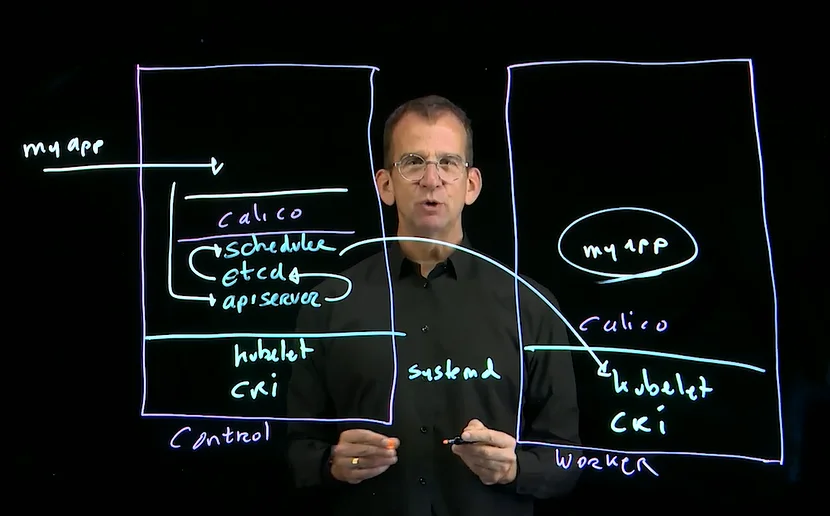 my app
calico
scheduler
etcd
apiserver
kubelet
CRI
Control
systemd
my app
calico
kubelet
CRI
WORKER